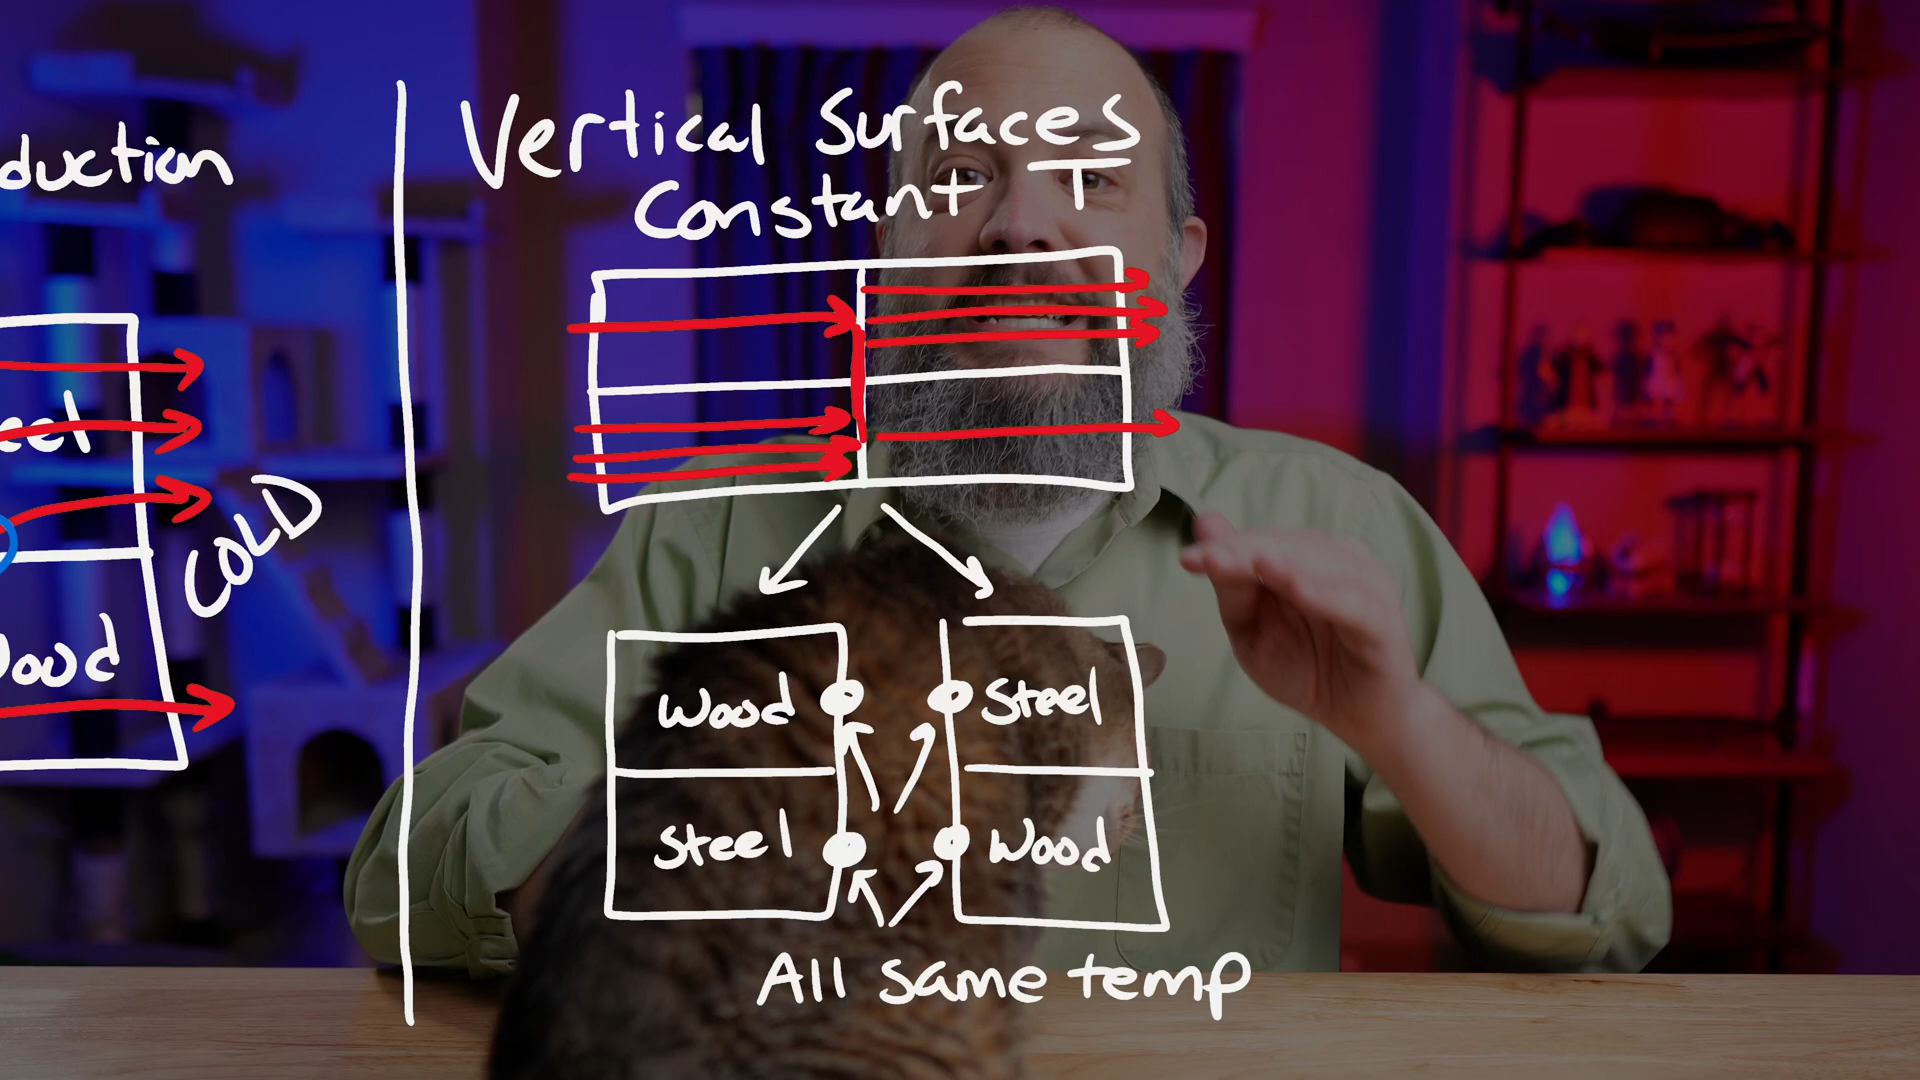 duction
eel
COLD
ood
Vertical Surfaces
Constant T
Wood
Steel
Steel
Wood
All same temp